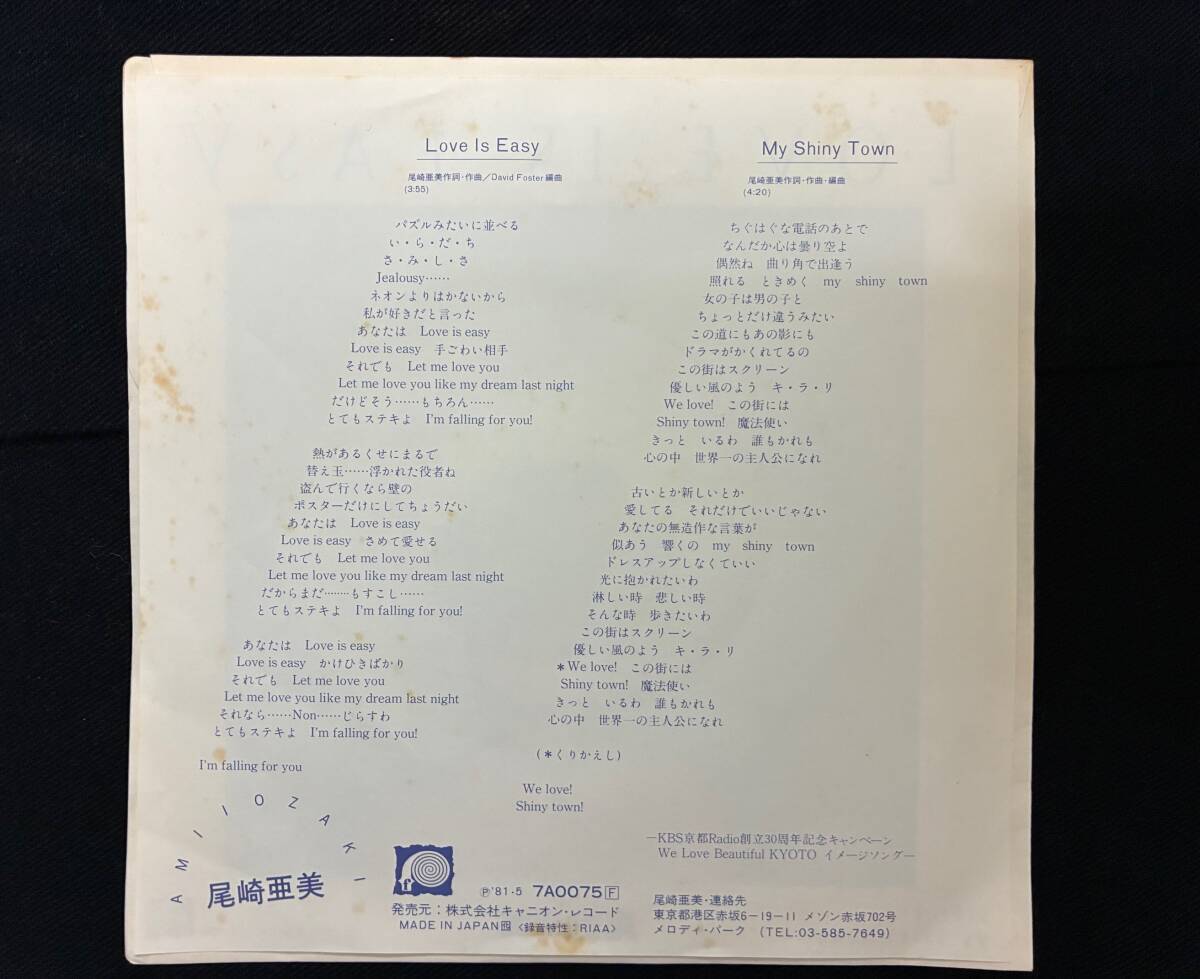 Love Is Easy
尾崎亜美作詞・作曲／David Foster編曲
(3:55)
パズルみたいに並べる
い・ら・だ・ち
さ・み・し・さ
Jealousy……
ネオンよりはかないから
私が好きだと言った
あなたは Love is easy
Love is easy 手ごわい相手
それでも Let me love you
Let me love you like my dream last night
だけどそう……もちろん……
とてもステキよ I'm falling for you!
熱があるくせにまるで
替え玉……浮かれた役者ね
盗んで行くなら壁の
ポスターだけにしてちょうだい
あなたは Love is easy
Love is easy さめて愛せる
それでも Let me love you
Let me love you like my dream last night
だからまだ………もすこし……
とてもステキよ I'm falling for you!
あなたは Love is easy
Love is easy かけひきばかり
それでも Let me love you
Let me love you like my dream last night
それなら……Non……じらすわ
とてもステキよ I'm falling for you!
I'm falling for you
My Shiny Town
尾崎亜美作詞・作曲・編曲
(4:20)
ちぐはぐな電話のあとで
なんだか心は曇り空よ
偶然ね 曲り角で出逢う
照れる ときめく my shiny town
女の子は男の子と
ちょっとだけ違うみたい
この道にもあの影にも
ドラマがかくれてるの
この街はスクリーン
優しい風のよう キ・ラ・リ
We love! この街には
Shiny town! 魔法使い
きっと いるわ 誰もかれも
心の中 世界一の主人公になれ
古いとか新しいとか
愛してる それだけでいいじゃない
あなたの無造作な言葉が
似あう 響くの my shiny town
ドレスアップしなくていい
光に抱かれたいわ
淋しい時 悲しい時
そんな時 歩きたいわ
この街はスクリーン
優しい風のよう キ・ラ・リ
＊We love! この街には
Shiny town! 魔法使い
きっと いるわ 誰もかれも
心の中 世界一の主人公になれ
(＊くりかえし)
We love!
Shiny town!
—KBS京都Radio創立30周年記念キャンペーン
We Love Beautiful KYOTO イメージソング—
AMII OZAKI
尾崎亜美
f
Ⓟ'81・5 7A0075 F
発売元：株式会社キャニオン・レコード
MADE IN JAPAN 〈録音特性：RIAA〉
尾崎亜美・連絡先
東京都港区赤坂6－19－11 メゾン赤坂702号
メロディ・パーク (TEL:03-585-7649)